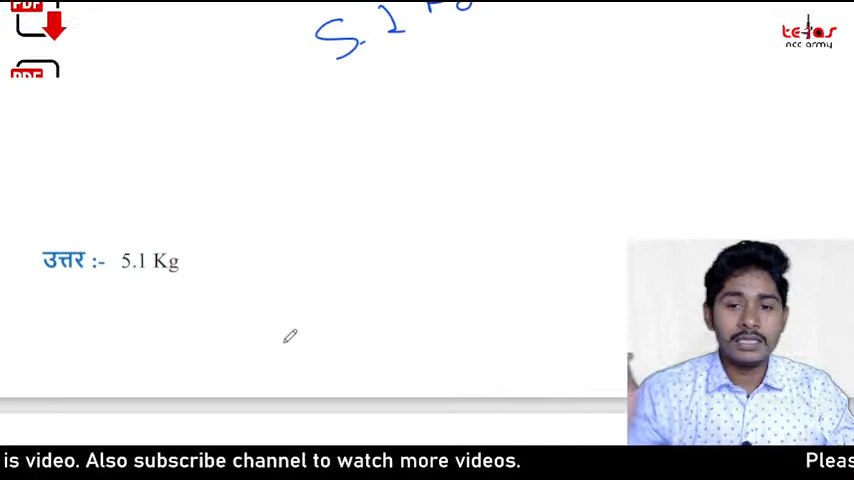 PDF
tejas
ncc army
PDF
उत्तर :- 5.1 Kg
is video. Also subscribe channel to watch more videos. Pleas